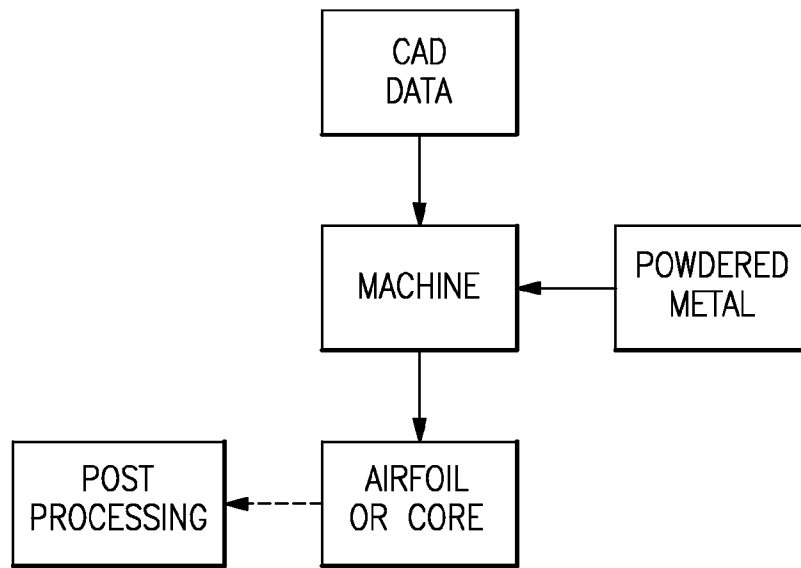 CAD
DATA
MACHINE
POWDERED
METAL
POST
PROCESSING
AIRFOIL
OR CORE